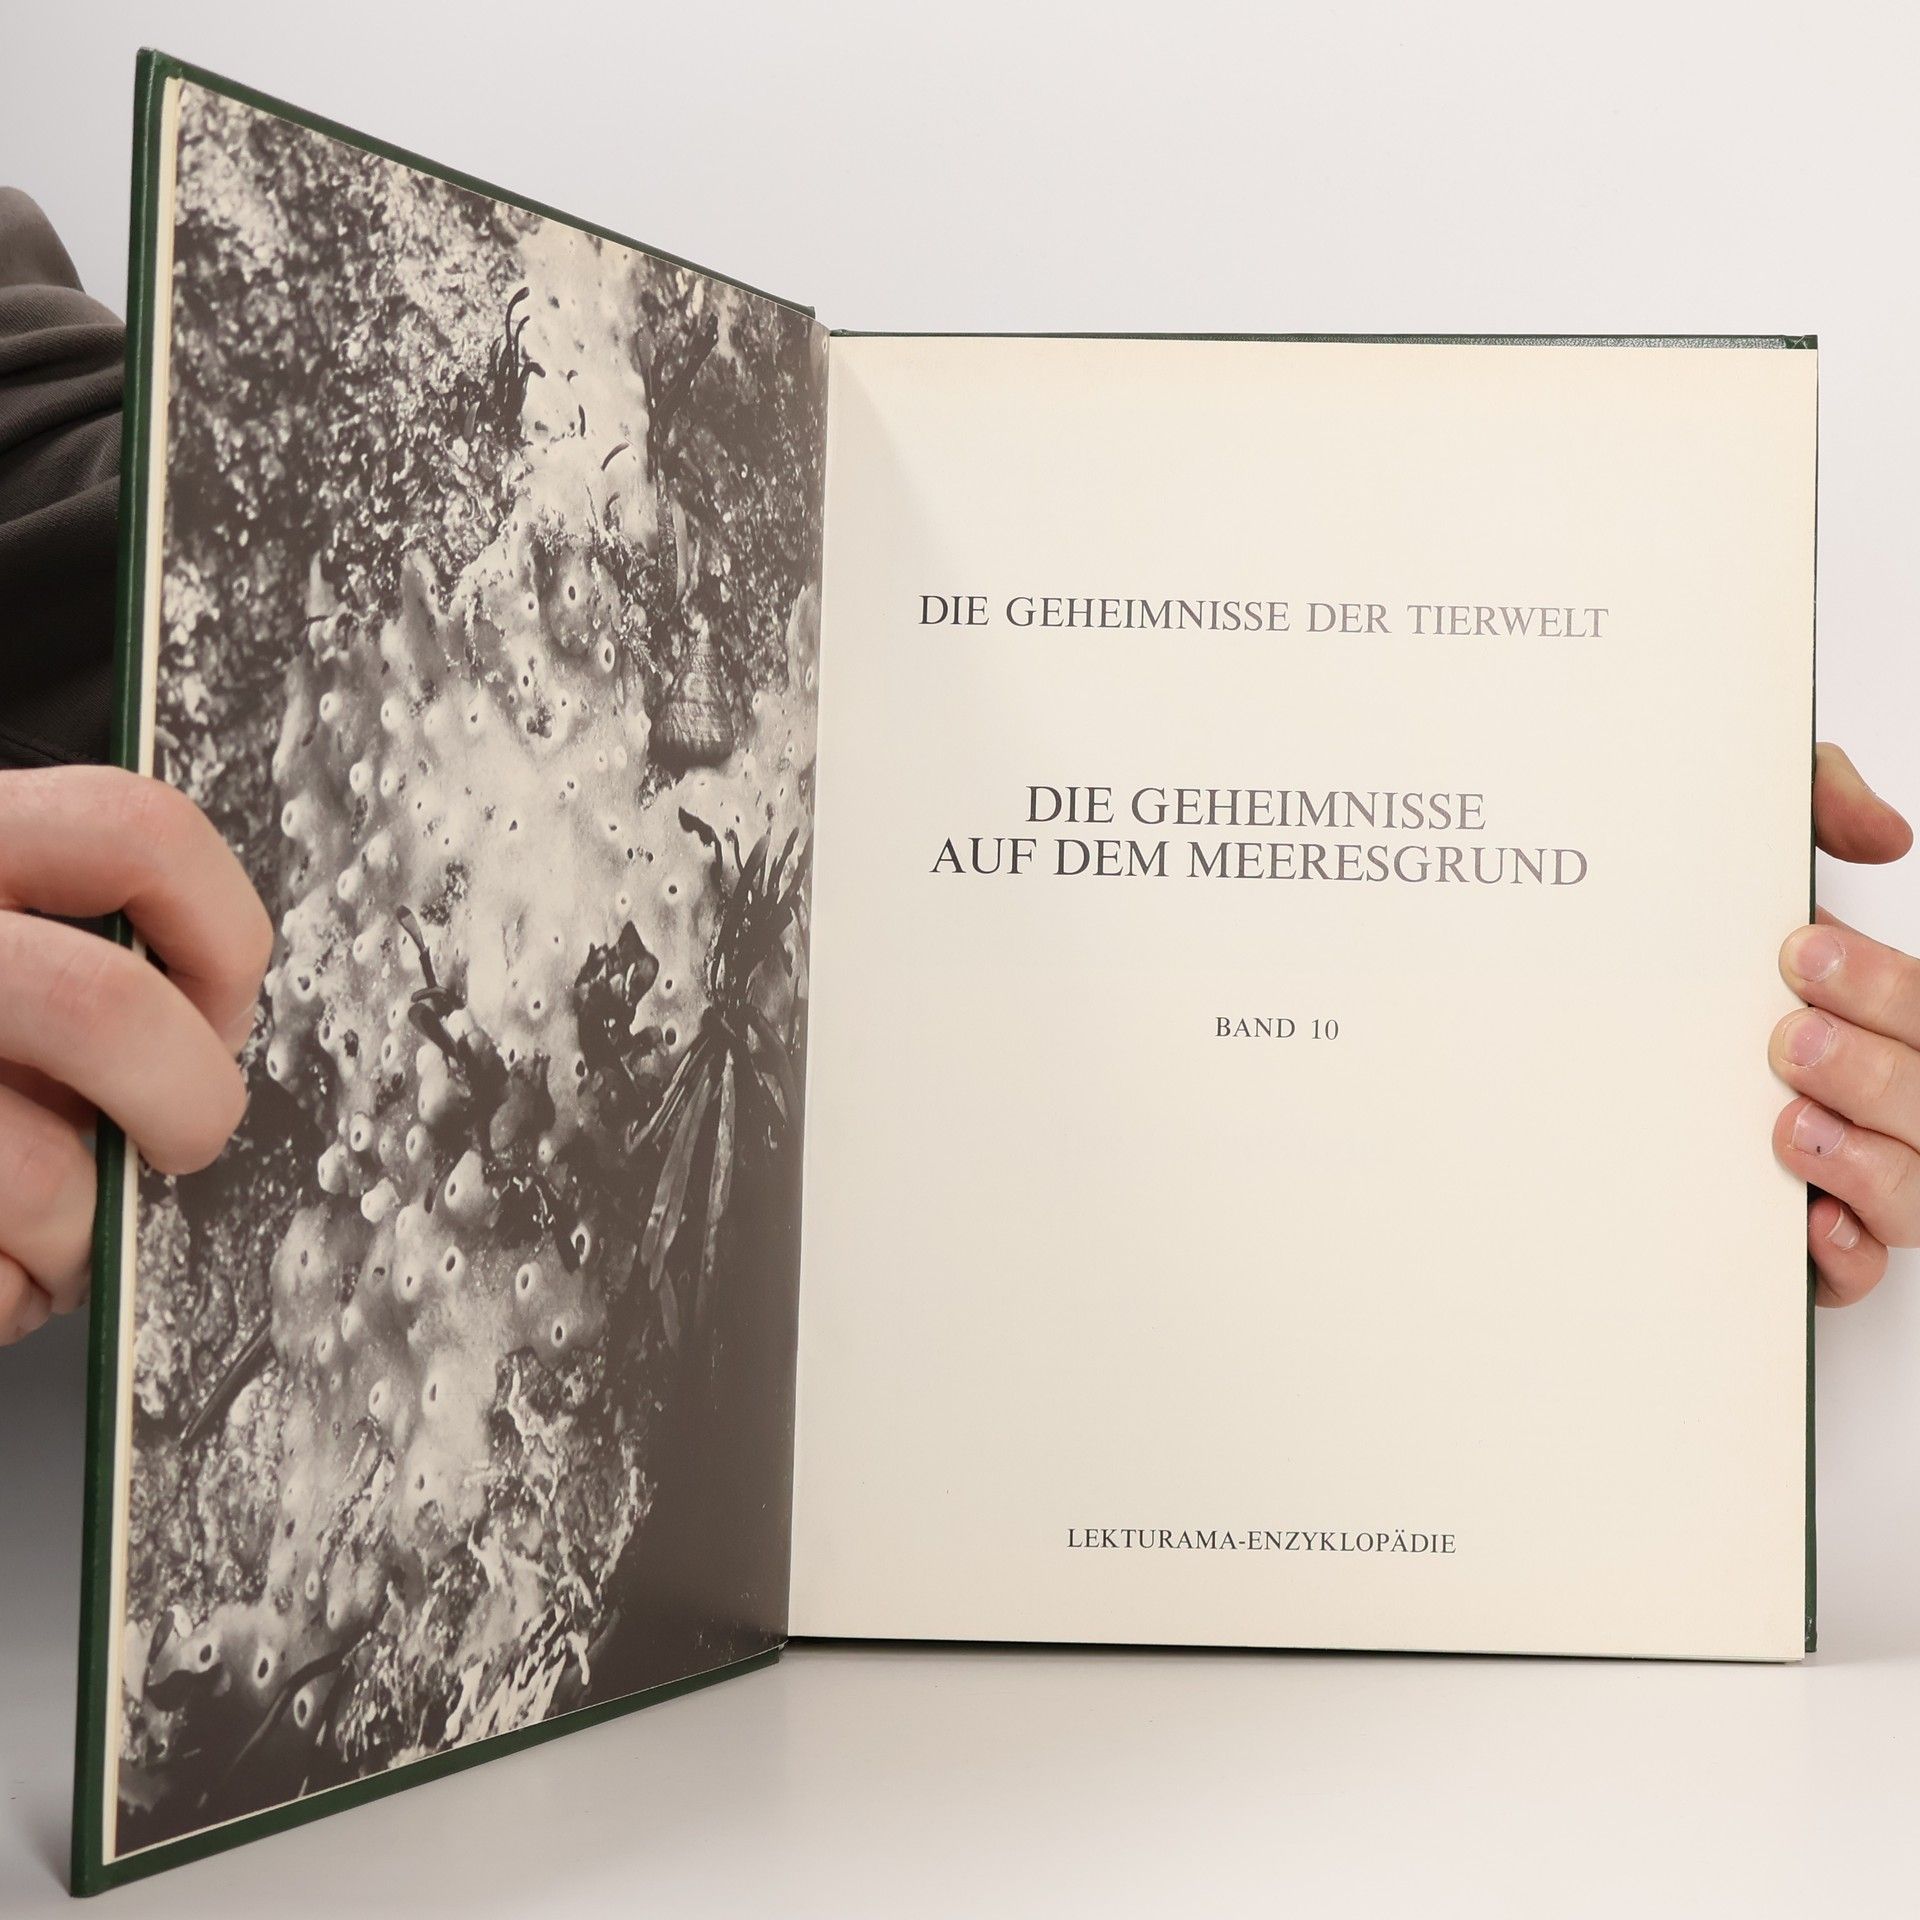 DIE GEHEIMNISSE DER TIERWELT
DIE GEHEIMNISSE
AUF DEM MEERESGRUND
BAND 10
LEKTURAMA-ENZYKLOPÄDIE